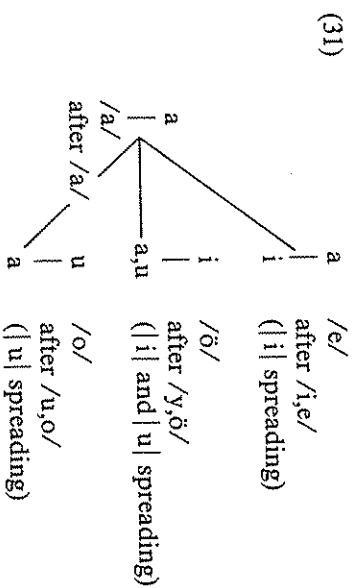 (31)
a /e/
i after /i,e/
(|i| spreading)
a
/a/
after /a/
i /ö/
a,u after /y,ö/
(|i| and |u| spreading)
u /o/
a after /u,o/
(|u| spreading)